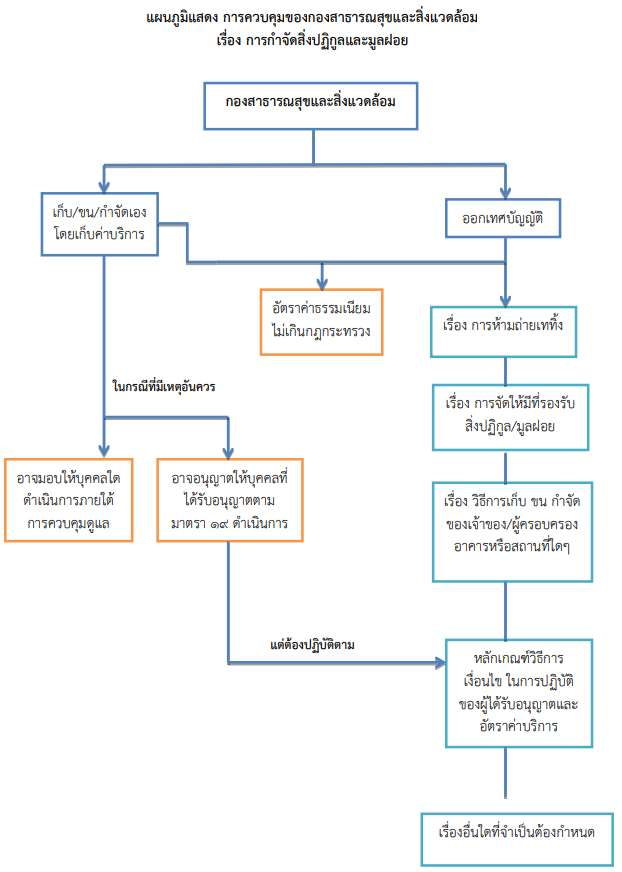 แผนภูมิแสดง การควบคุมของกองสาธารณสุขและสิ่งแวดล้อม
เรื่อง การกำจัดสิ่งปฏิกูลและมูลฝอย
กองสาธารณสุขและสิ่งแวดล้อม
เก็บ/ขน/กำจัดเอง
โดยเก็บค่าบริการ
ออกเทศบัญญัติ
อัตราค่าธรรมเนียม
ไม่เกินกฎกระทรวง
เรื่อง การห้ามถ่ายเททิ้ง
ในกรณีที่มีเหตุอันควร
เรื่อง การจัดให้มีที่รองรับ
สิ่งปฏิกูล/มูลฝอย
อาจมอบให้บุคคลใด
ดำเนินการภายใต้
การควบคุมดูแล
อาจอนุญาตให้บุคคลที่
ได้รับอนุญาตตาม
มาตรา ๑๙ ดำเนินการ
เรื่อง วิธีการเก็บ ขน กำจัด
ของเจ้าของ/ผู้ครอบครอง
อาคารหรือสถานที่ใดๆ
แต่ต้องปฏิบัติตาม
หลักเกณฑ์วิธีการ
เงื่อนไข ในการปฏิบัติ
ของผู้ได้รับอนุญาตและ
อัตราค่าบริการ
เรื่องอื่นใดที่จำเป็นต้องกำหนด